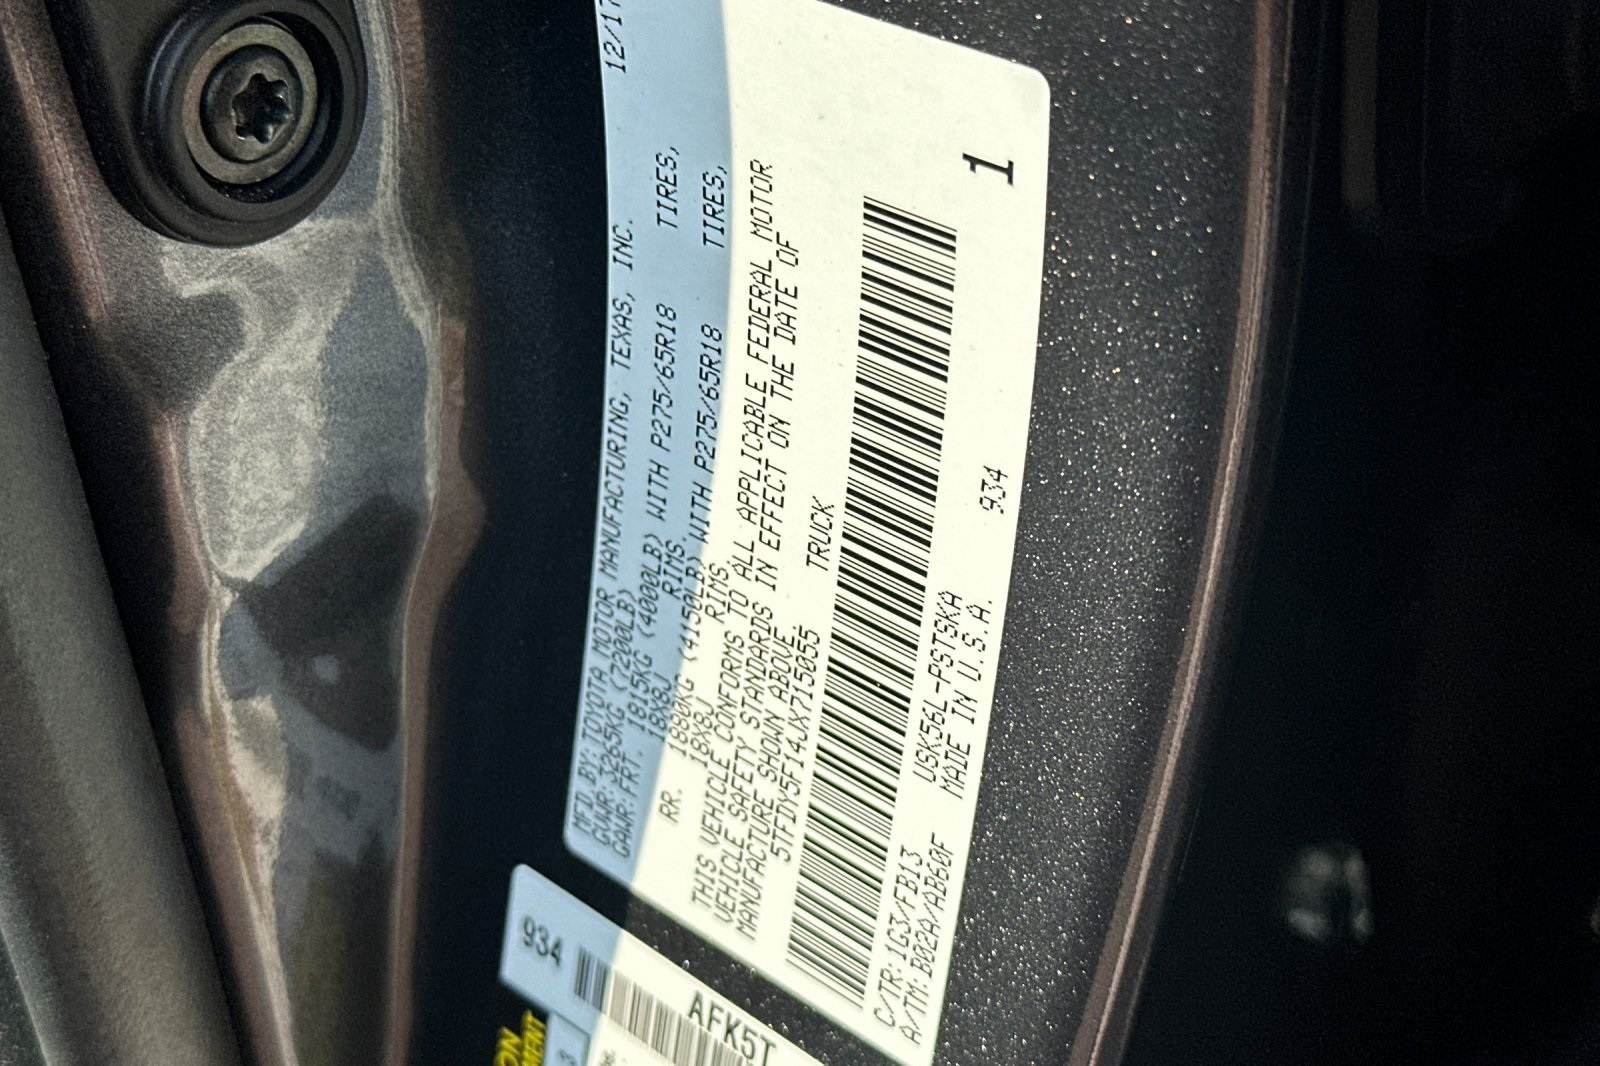 12/17
MFD. BY: TOYOTA MOTOR MANUFACTURING, TEXAS, INC.
GVWR: 3265KG (7200LB)
GAWR: FRT. 1815KG (4000LB) WITH P275/65R18 TIRES,
18X8J RIMS,
RR. 1880KG (4150LB) WITH P275/65R18 TIRES,
18X8J RIMS.
THIS VEHICLE CONFORMS TO ALL APPLICABLE FEDERAL MOTOR
VEHICLE SAFETY STANDARDS IN EFFECT ON THE DATE OF
MANUFACTURE SHOWN ABOVE.
5TFDY5F14JX715055 TRUCK
1
C/TR: 1G3/FB13 USK56L-PSTSKA 934
A/TM: B02A/AB60F MADE IN U.S.A.
934
AFK5T